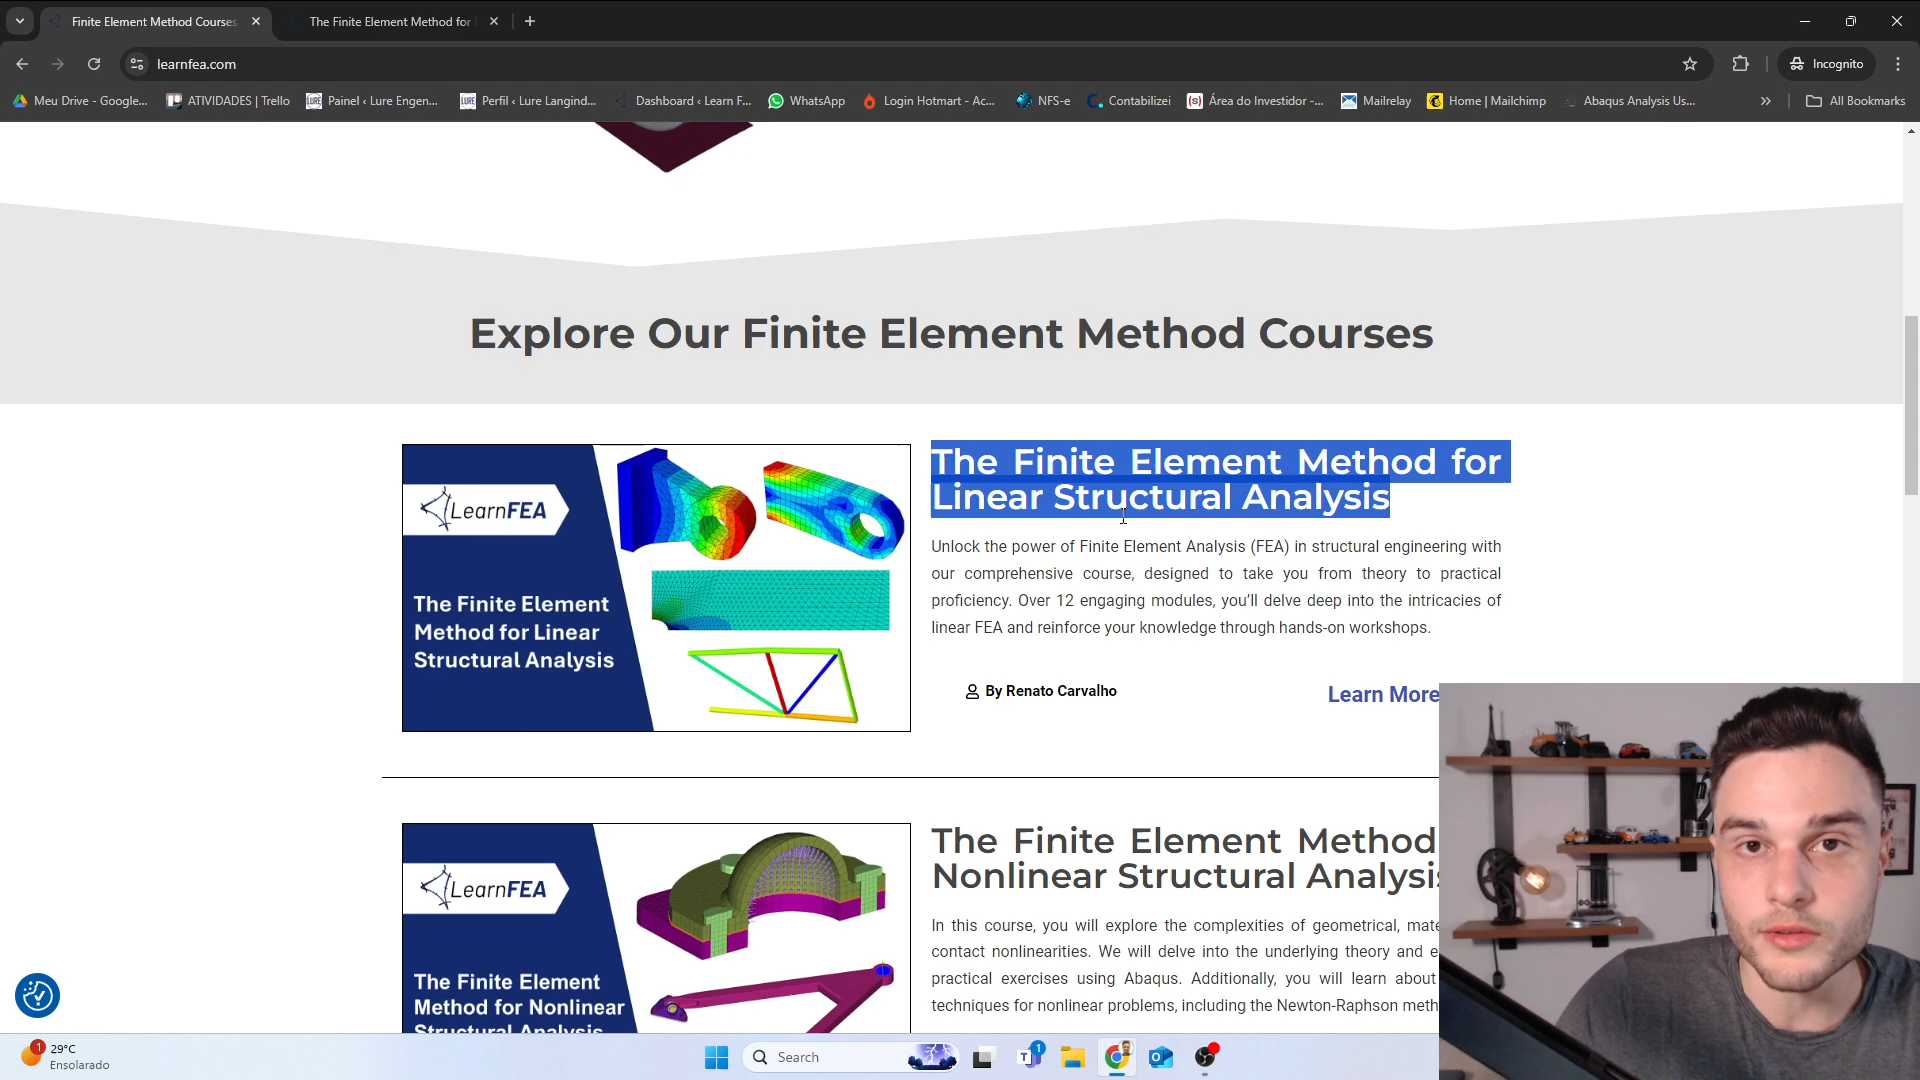 Finite Element Method Courses
The Finite Element Method for
learnfea.com
Incognito
Meu Drive - Google...
ATIVIDADES | Trello
Painel ‹ Lure Engen...
Perfil ‹ Lure Langind...
Dashboard ‹ Learn F...
WhatsApp
Login Hotmart - Ac...
NFS-e
Contabilizei
Área do Investidor -...
Mailrelay
Home | Mailchimp
Abaqus Analysis Us...
All Bookmarks
Explore Our Finite Element Method Courses
LearnFEA
The Finite Element
Method for Linear
Structural Analysis
The Finite Element Method for
Linear Structural Analysis
Unlock the power of Finite Element Analysis (FEA) in structural engineering with
our comprehensive course, designed to take you from theory to practical
proficiency. Over 12 engaging modules, you'll delve deep into the intricacies of
linear FEA and reinforce your knowledge through hands-on workshops.
By Renato Carvalho
Learn More
LearnFEA
The Finite Element
Method for Nonlinear
Structural Analysis
The Finite Element Method
Nonlinear Structural Analysis
In this course, you will explore the complexities of geometrical, mate
contact nonlinearities. We will delve into the underlying theory and e
practical exercises using Abaqus. Additionally, you will learn about
techniques for nonlinear problems, including the Newton-Raphson meth
1
29°C
Ensolarado
Search
1